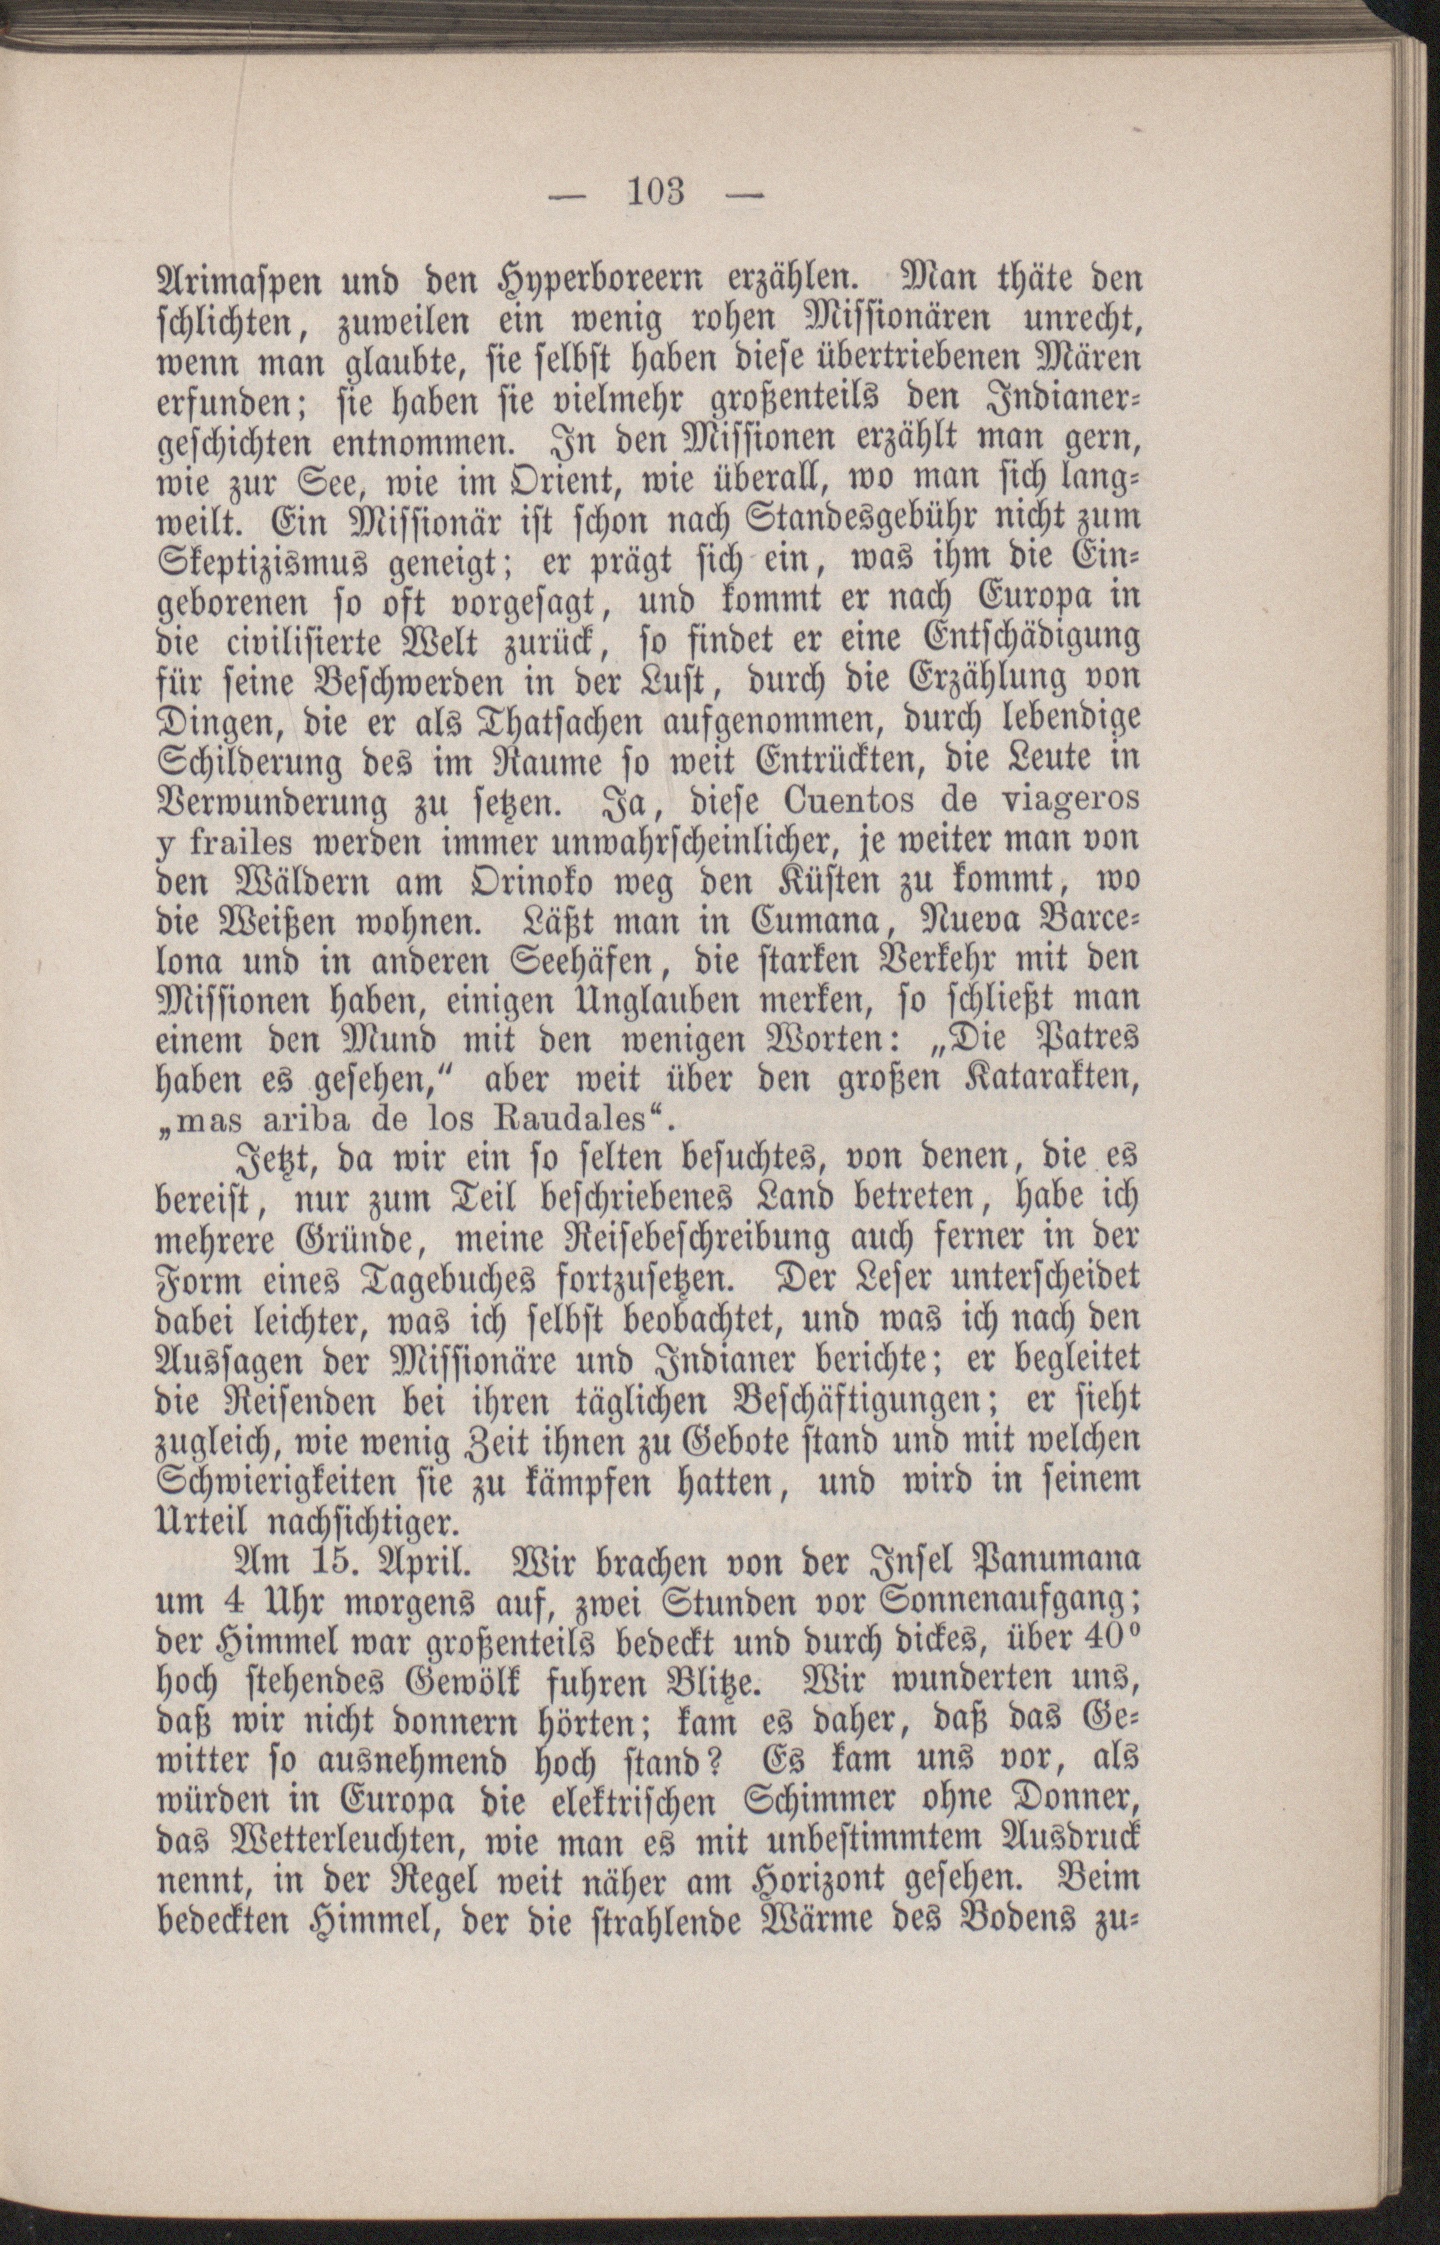 — 103 —
Arimaspen und den Hyperboreern erzählen. Man thäte den
schlichten, zuweilen ein wenig rohen Missionären unrecht,
wenn man glaubte, sie selbst haben diese übertriebenen Mären
erfunden; sie haben sie vielmehr großenteils den Indianer-
geschichten entnommen. In den Missionen erzählt man gern,
wie zur See, wie im Orient, wie überall, wo man sich lang-
weilt. Ein Missionär ist schon nach Standesgebühr nicht zum
Skeptizismus geneigt; er prägt sich ein, was ihm die Ein-
geborenen so oft vorgesagt, und kommt er nach Europa in
die civilisierte Welt zurück, so findet er eine Entschädigung
für seine Beschwerden in der Lust, durch die Erzählung von
Dingen, die er als Thatsachen aufgenommen, durch lebendige
Schilderung des im Raume so weit Entrückten, die Leute in
Verwunderung zu setzen. Ja, diese Cuentos de viageros
y frailes werden immer unwahrscheinlicher, je weiter man von
den Wäldern am Orinoko weg den Küsten zu kommt, wo
die Weißen wohnen. Läßt man in Cumana, Nueva Barce-
lona und in anderen Seehäfen, die starken Verkehr mit den
Missionen haben, einigen Unglauben merken, so schließt man
einem den Mund mit den wenigen Worten: „Die Patres
haben es gesehen,“ aber weit über den großen Katarakten,
„mas ariba de los Raudales“.
Jetzt, da wir ein so selten besuchtes, von denen, die es
bereist, nur zum Teil beschriebenes Land betreten, habe ich
mehrere Gründe, meine Reisebeschreibung auch ferner in der
Form eines Tagebuches fortzusetzen. Der Leser unterscheidet
dabei leichter, was ich selbst beobachtet, und was ich nach den
Aussagen der Missionäre und Indianer berichte; er begleitet
die Reisenden bei ihren täglichen Beschäftigungen; er sieht
zugleich, wie wenig Zeit ihnen zu Gebote stand und mit welchen
Schwierigkeiten sie zu kämpfen hatten, und wird in seinem
Urteil nachsichtiger.
Am 15. April. Wir brachen von der Insel Panumana
um 4 Uhr morgens auf, zwei Stunden vor Sonnenaufgang;
der Himmel war großenteils bedeckt und durch dickes, über 40°
hoch stehendes Gewölk fuhren Blitze. Wir wunderten uns,
daß wir nicht donnern hörten; kam es daher, daß das Ge-
witter so ausnehmend hoch stand? Es kam uns vor, als
würden in Europa die elektrischen Schimmer ohne Donner,
das Wetterleuchten, wie man es mit unbestimmtem Ausdruck
nennt, in der Regel weit näher am Horizont gesehen. Beim
bedeckten Himmel, der die strahlende Wärme des Bodens zu-